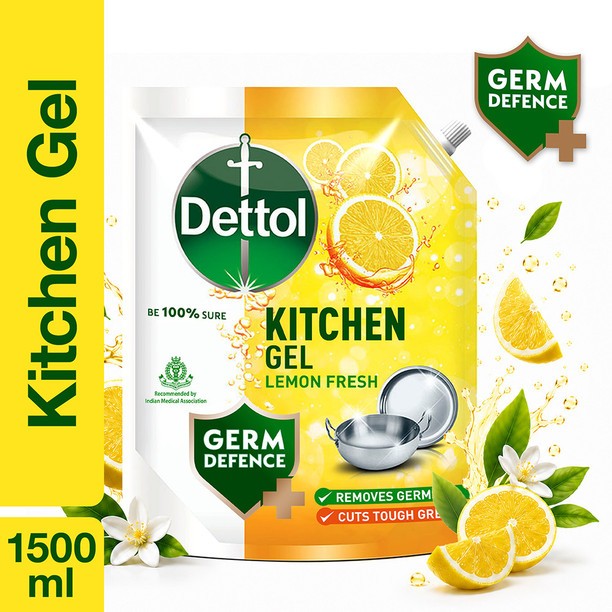 Kitchen Gel
1500
ml
GERM
DEFENCE
Dettol
BE 100% SURE
KITCHEN
GEL
LEMON FRESH
Recommended by
Indian Medical Association
GERM
DEFENCE
REMOVES GERM
CUTS TOUGH GRE